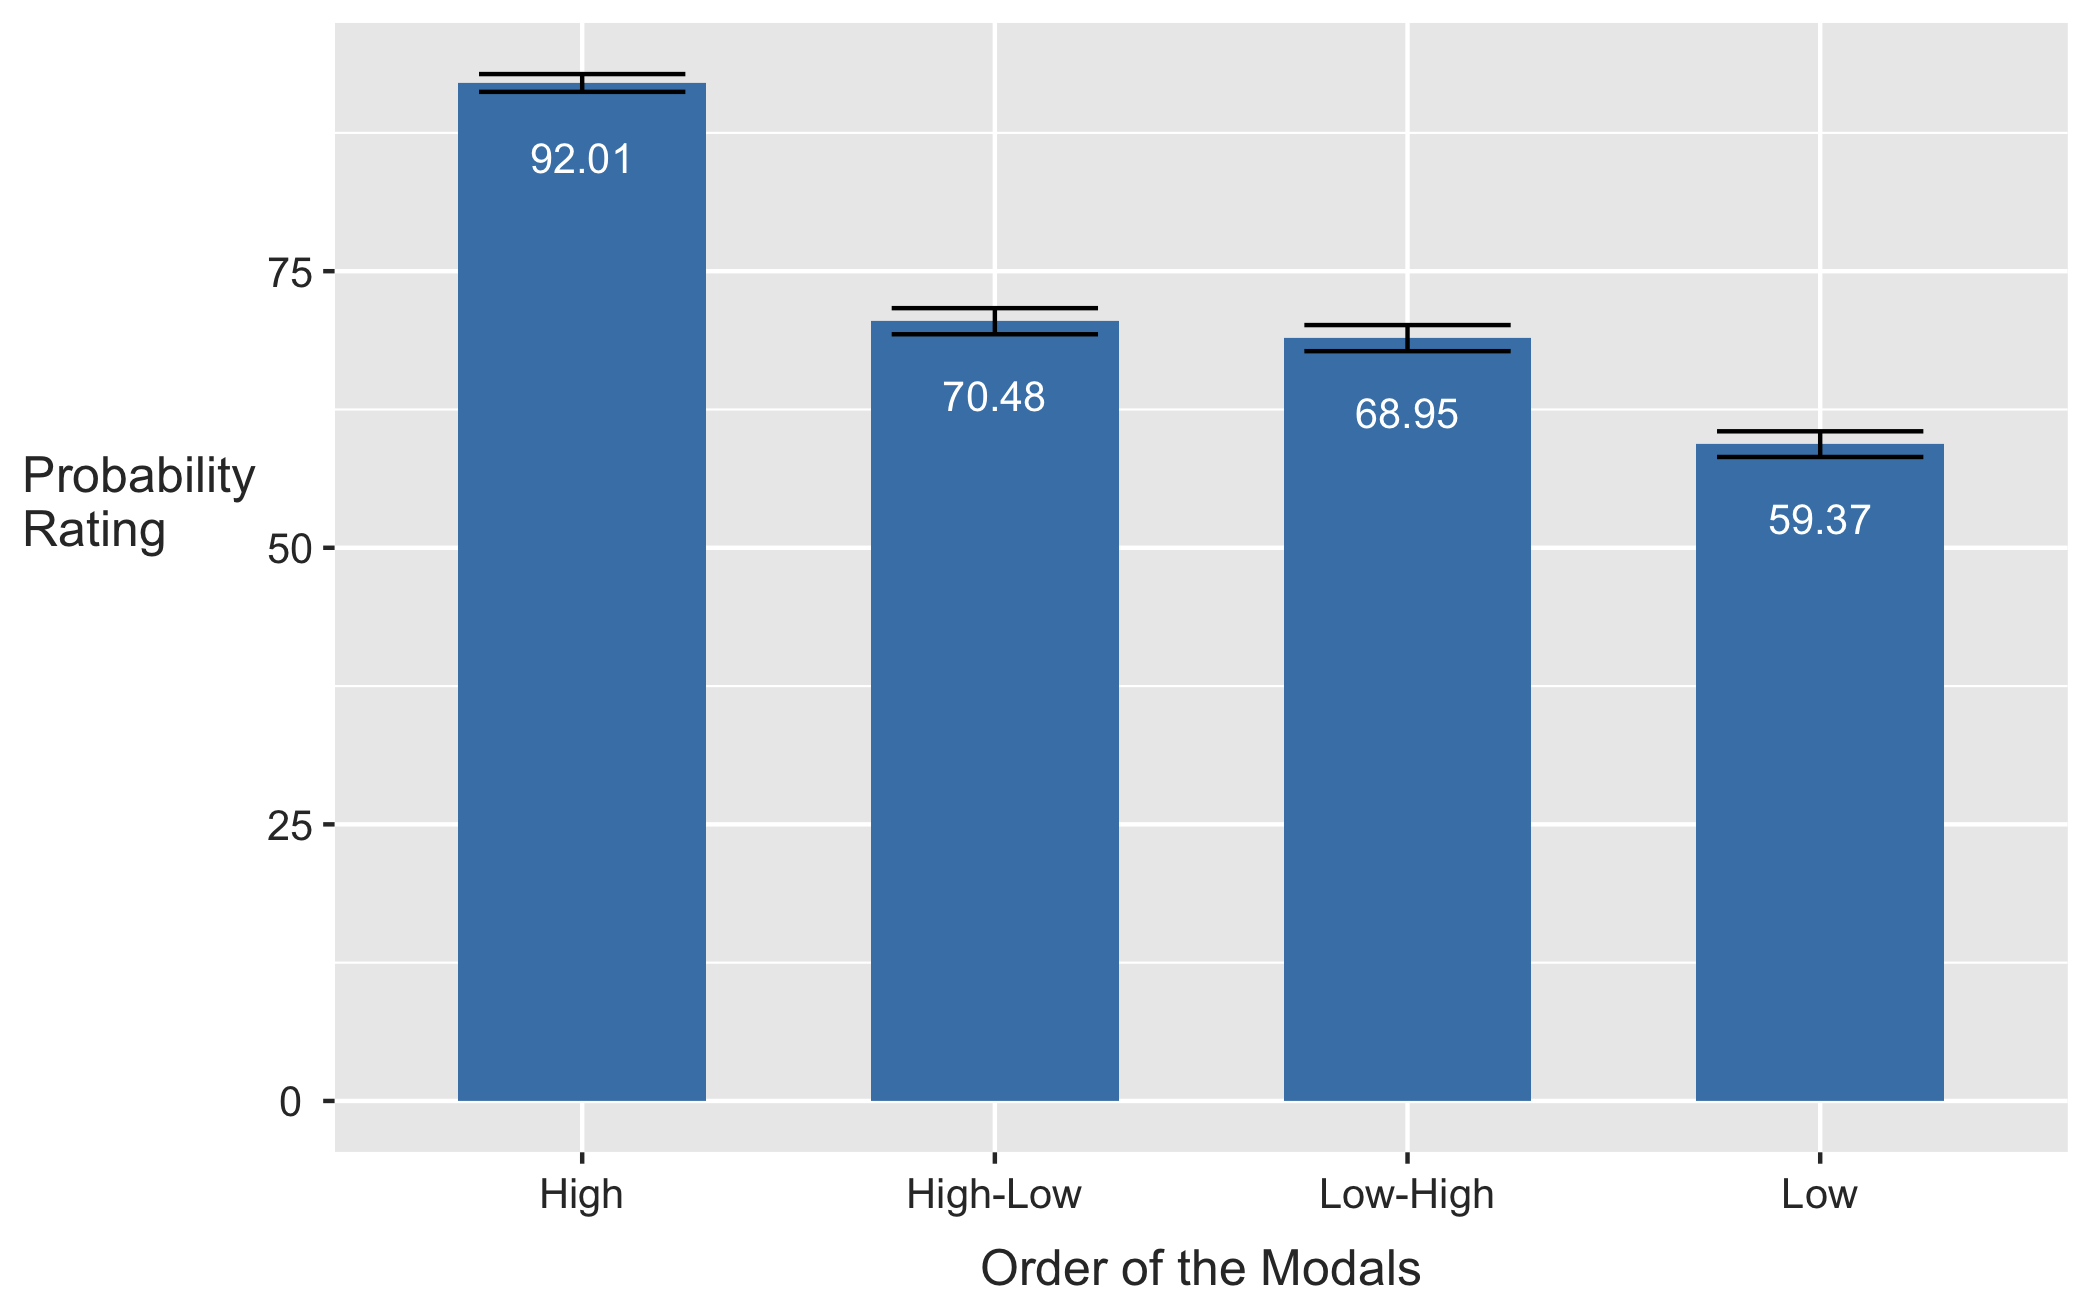 92.01
70.48
68.95
59.37
75
50
25
0
Probability
Rating
High
High-Low
Low-High
Low
Order of the Modals